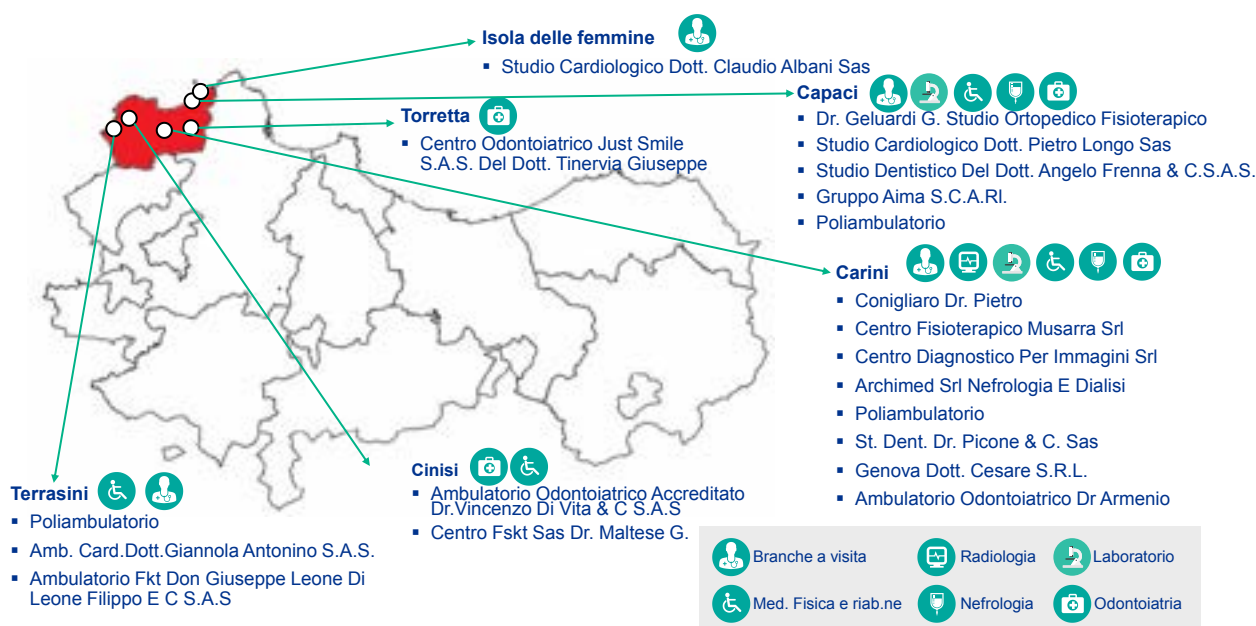 Isola delle femmine
▪ Studio Cardiologico Dott. Claudio Albani Sas
Capaci
▪ Dr. Geluardi G. Studio Ortopedico Fisioterapico
▪ Studio Cardiologico Dott. Pietro Longo Sas
▪ Studio Dentistico Del Dott. Angelo Frenna & C.S.A.S.
▪ Gruppo Aima S.C.A.Rl.
▪ Poliambulatorio
Torretta
▪ Centro Odontoiatrico Just Smile
S.A.S. Del Dott. Tinervia Giuseppe
Carini
▪ Conigliaro Dr. Pietro
▪ Centro Fisioterapico Musarra Srl
▪ Centro Diagnostico Per Immagini Srl
▪ Archimed Srl Nefrologia E Dialisi
▪ Poliambulatorio
▪ St. Dent. Dr. Picone & C. Sas
▪ Genova Dott. Cesare S.R.L.
▪ Ambulatorio Odontoiatrico Dr Armenio
Cinisi
▪ Ambulatorio Odontoiatrico Accreditato
Dr.Vincenzo Di Vita & C S.A.S
▪ Centro Fskt Sas Dr. Maltese G.
Terrasini
▪ Poliambulatorio
▪ Amb. Card.Dott.Giannola Antonino S.A.S.
▪ Ambulatorio Fkt Don Giuseppe Leone Di
Leone Filippo E C S.A.S
Branche a visita
Radiologia
Laboratorio
Med. Fisica e riab.ne
Nefrologia
Odontoiatria